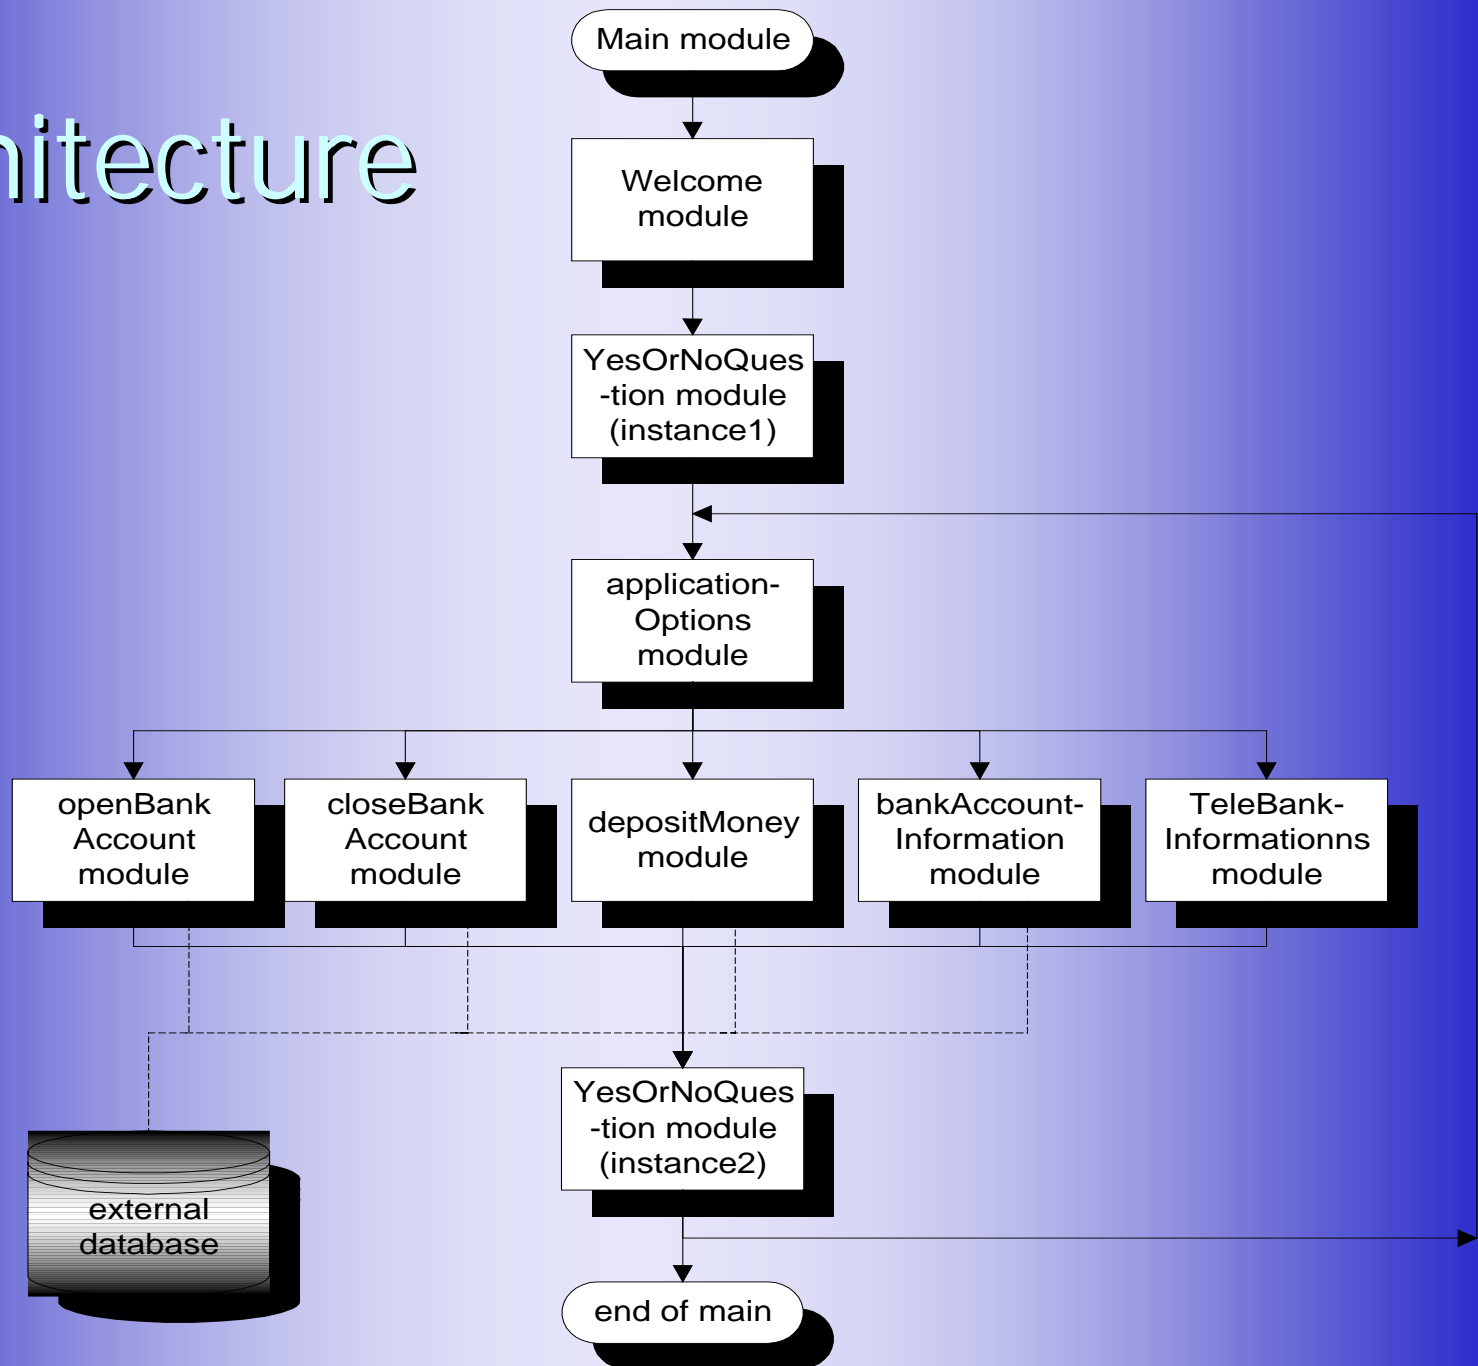 Main module
hitecture
Welcome
module
YesOrNoQues
-tion module
(instance1)
application-
Options
module
openBank
Account
module
closeBank
Account
module
depositMoney
module
bankAccount-
Information
module
TeleBank-
Informationns
module
YesOrNoQues
-tion module
(instance2)
external
database
end of main